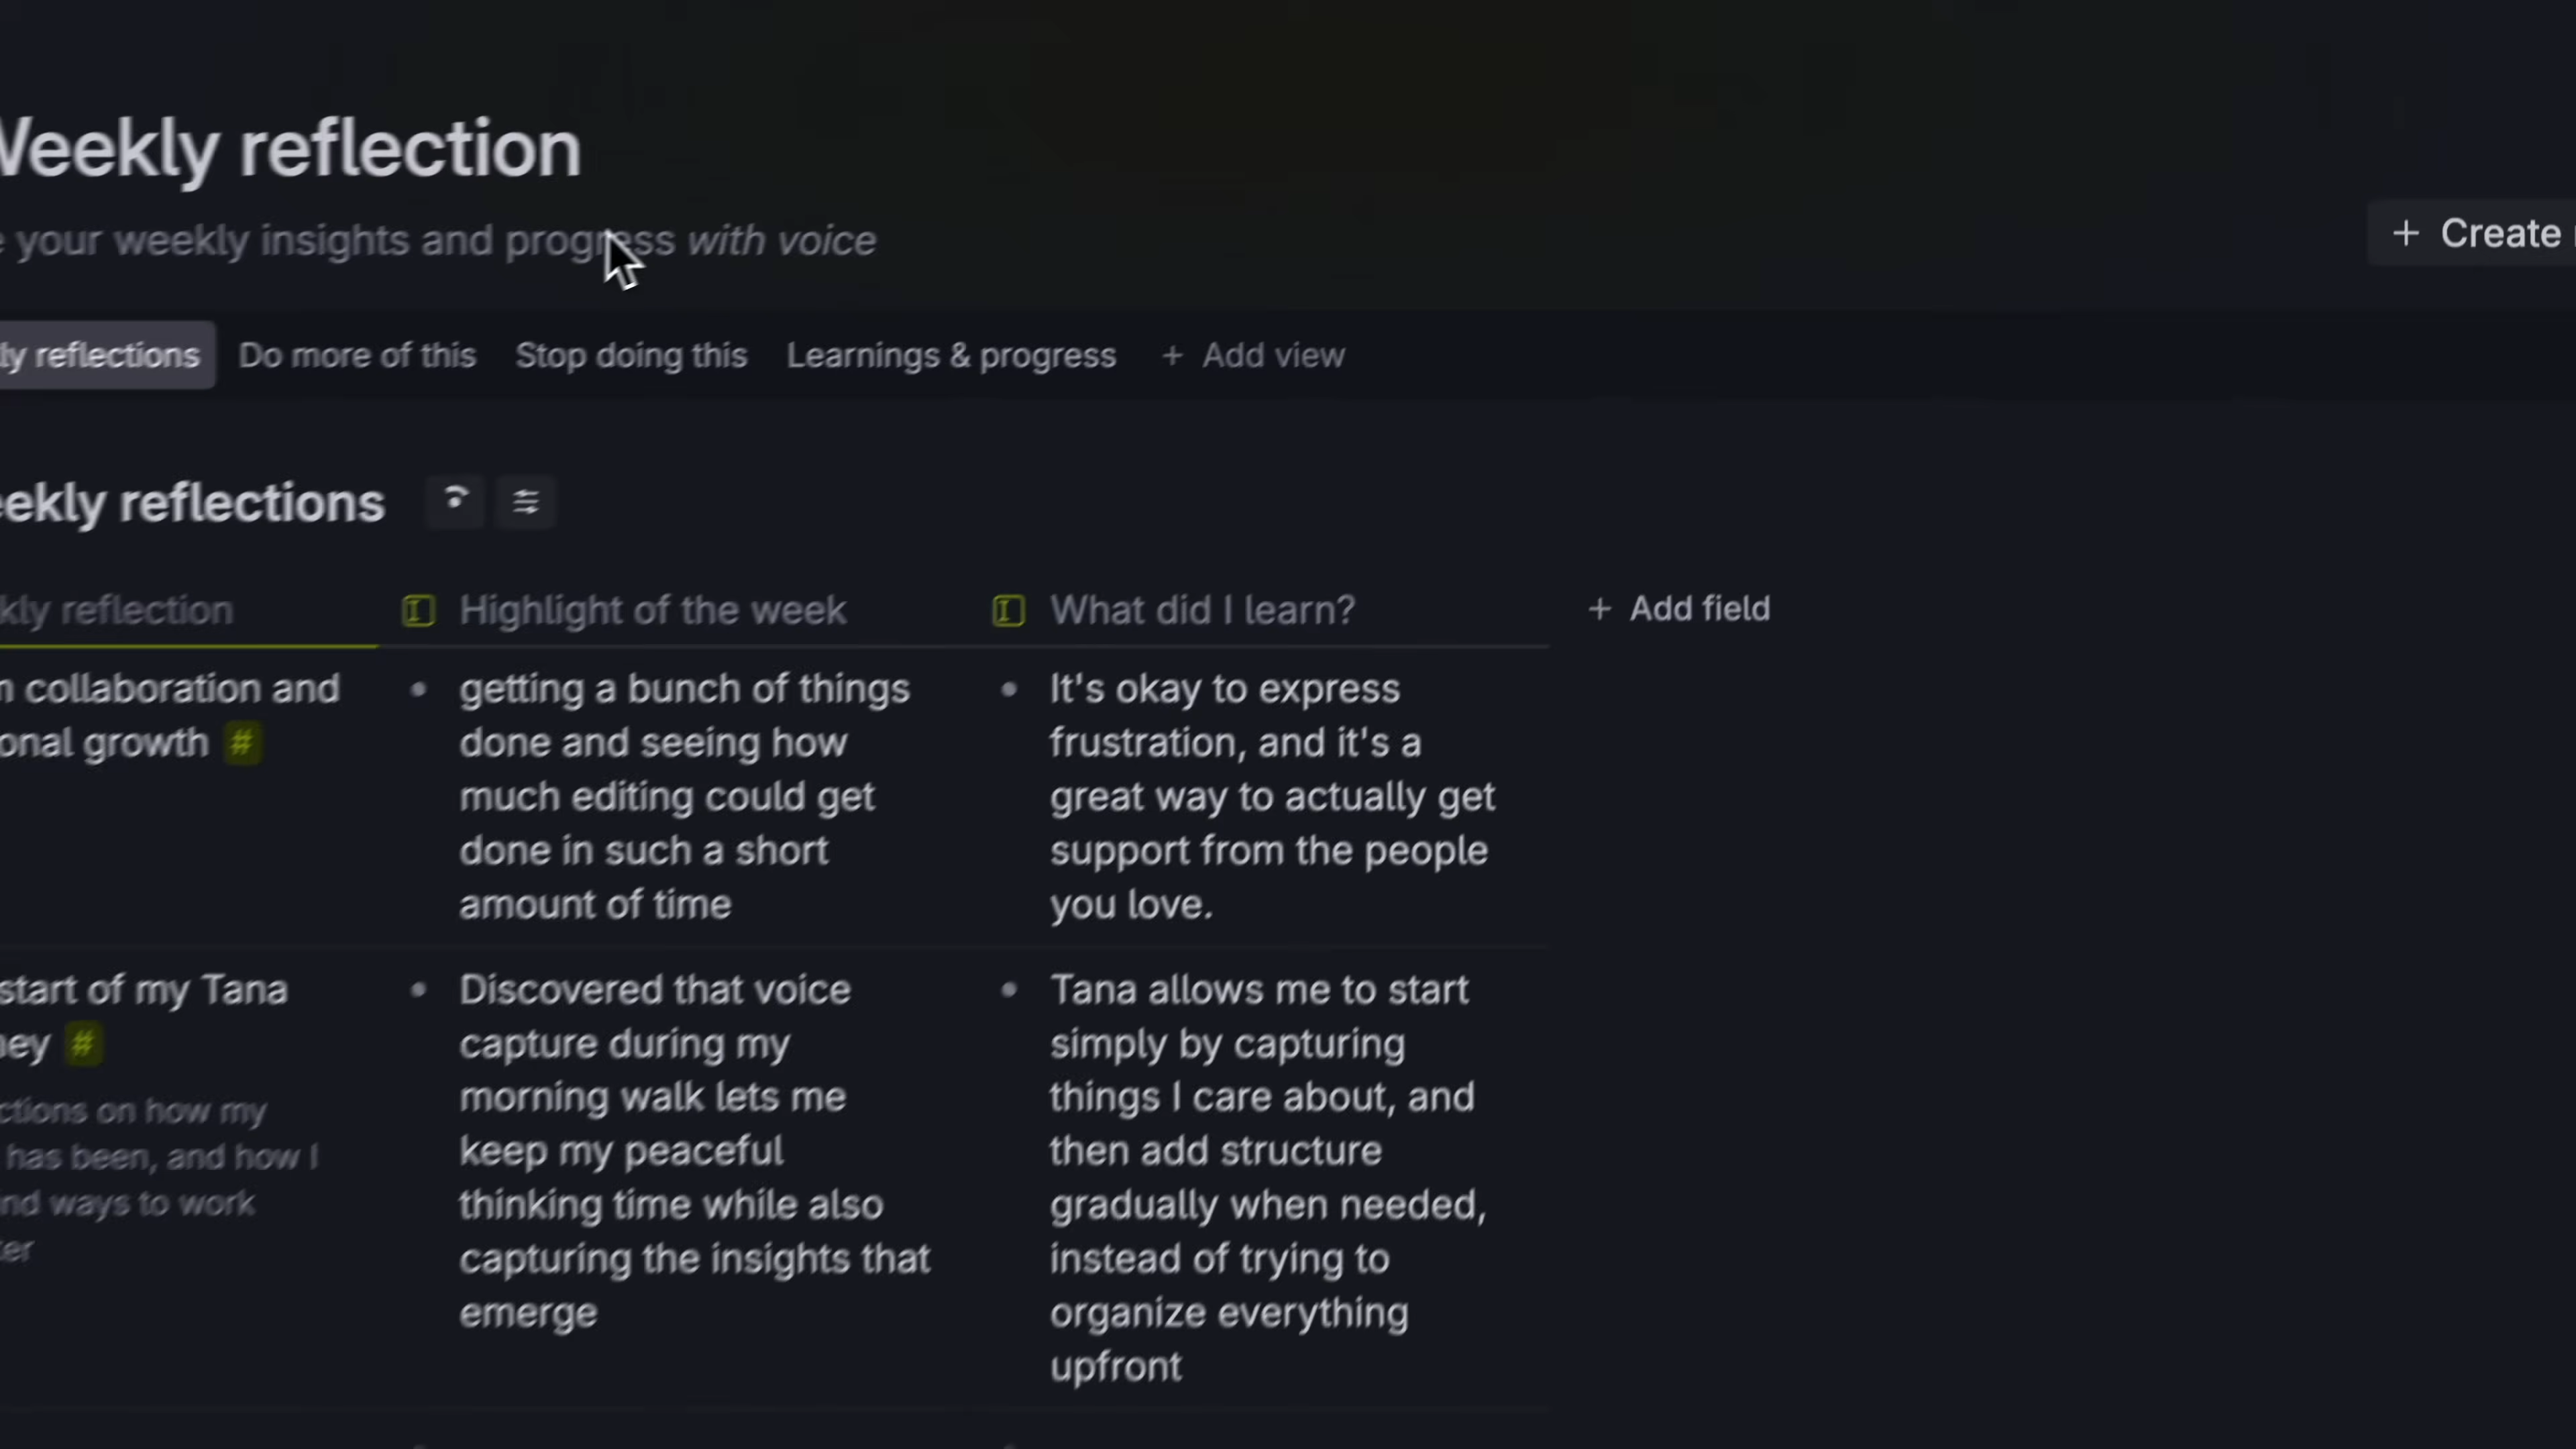 Weekly reflection
your weekly insights and progress with voice
+ Create
reflections Do more of this Stop doing this Learnings & progress + Add view
reflections
reflection Highlight of the week What did I learn? + Add field
collaboration and
growth #
getting a bunch of things
done and seeing how
much editing could get
done in such a short
amount of time
It's okay to express
frustration, and it's a
great way to actually get
support from the people
you love.
start of my Tana
#
on how my
has been, and how I
ways to work
Discovered that voice
capture during my
morning walk lets me
keep my peaceful
thinking time while also
capturing the insights that
emerge
Tana allows me to start
simply by capturing
things I care about, and
then add structure
gradually when needed,
instead of trying to
organize everything
upfront